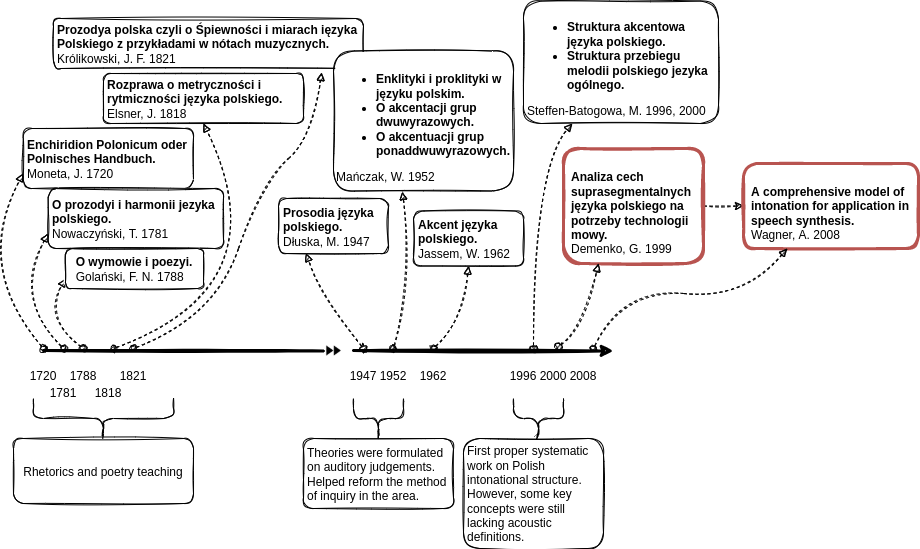 Prozodya polska czyli o Śpiewności i miarach ięzyka
Polskiego z przykładami w nótach muzycznych.
Królikowski, J. F. 1821
Rozprawa o metryczności i
rytmiczności języka polskiego.
Elsner, J. 1818
Enchiridion Polonicum oder
Polnisches Handbuch.
Moneta, J. 1720
O prozodyi i harmonii jezyka
polskiego.
Nowaczyński, T. 1781
O wymowie i poezyi.
Golański, F. N. 1788
Prosodia języka
polskiego.
Dłuska, M. 1947
• Enklityki i proklityki w
języku polskim.
• O akcentacji grup
dwuwyrazowych.
• O akcentuacji grup
ponaddwuwyrazowych.
Mańczak, W. 1952
Akcent języka
polskiego.
Jassem, W. 1962
• Struktura akcentowa
języka polskiego.
• Struktura przebiegu
melodii polskiego jezyka
ogólnego.
Steffen-Batogowa, M. 1996, 2000
Analiza cech
suprasegmentalnych
języka polskiego na
potrzeby technologii
mowy.
Demenko, G. 1999
A comprehensive model of
intonation for application in
speech synthesis.
Wagner, A. 2008
1720 1788 1821
1781 1818
1947 1952 1962
1996 2000 2008
Rhetorics and poetry teaching
Theories were formulated
on auditory judgements.
Helped reform the method
of inquiry in the area.
First proper systematic
work on Polish
intonational structure.
However, some key
concepts were still
lacking acoustic
definitions.